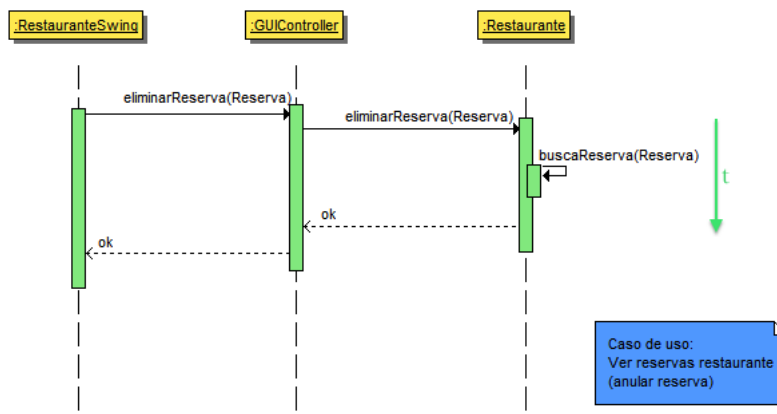 :RestauranteSwing
:GUIController
:Restaurante
eliminarReserva(Reserva)
eliminarReserva(Reserva)
buscaReserva(Reserva)
t
ok
ok
Caso de uso:
Ver reservas restaurante
(anular reserva)